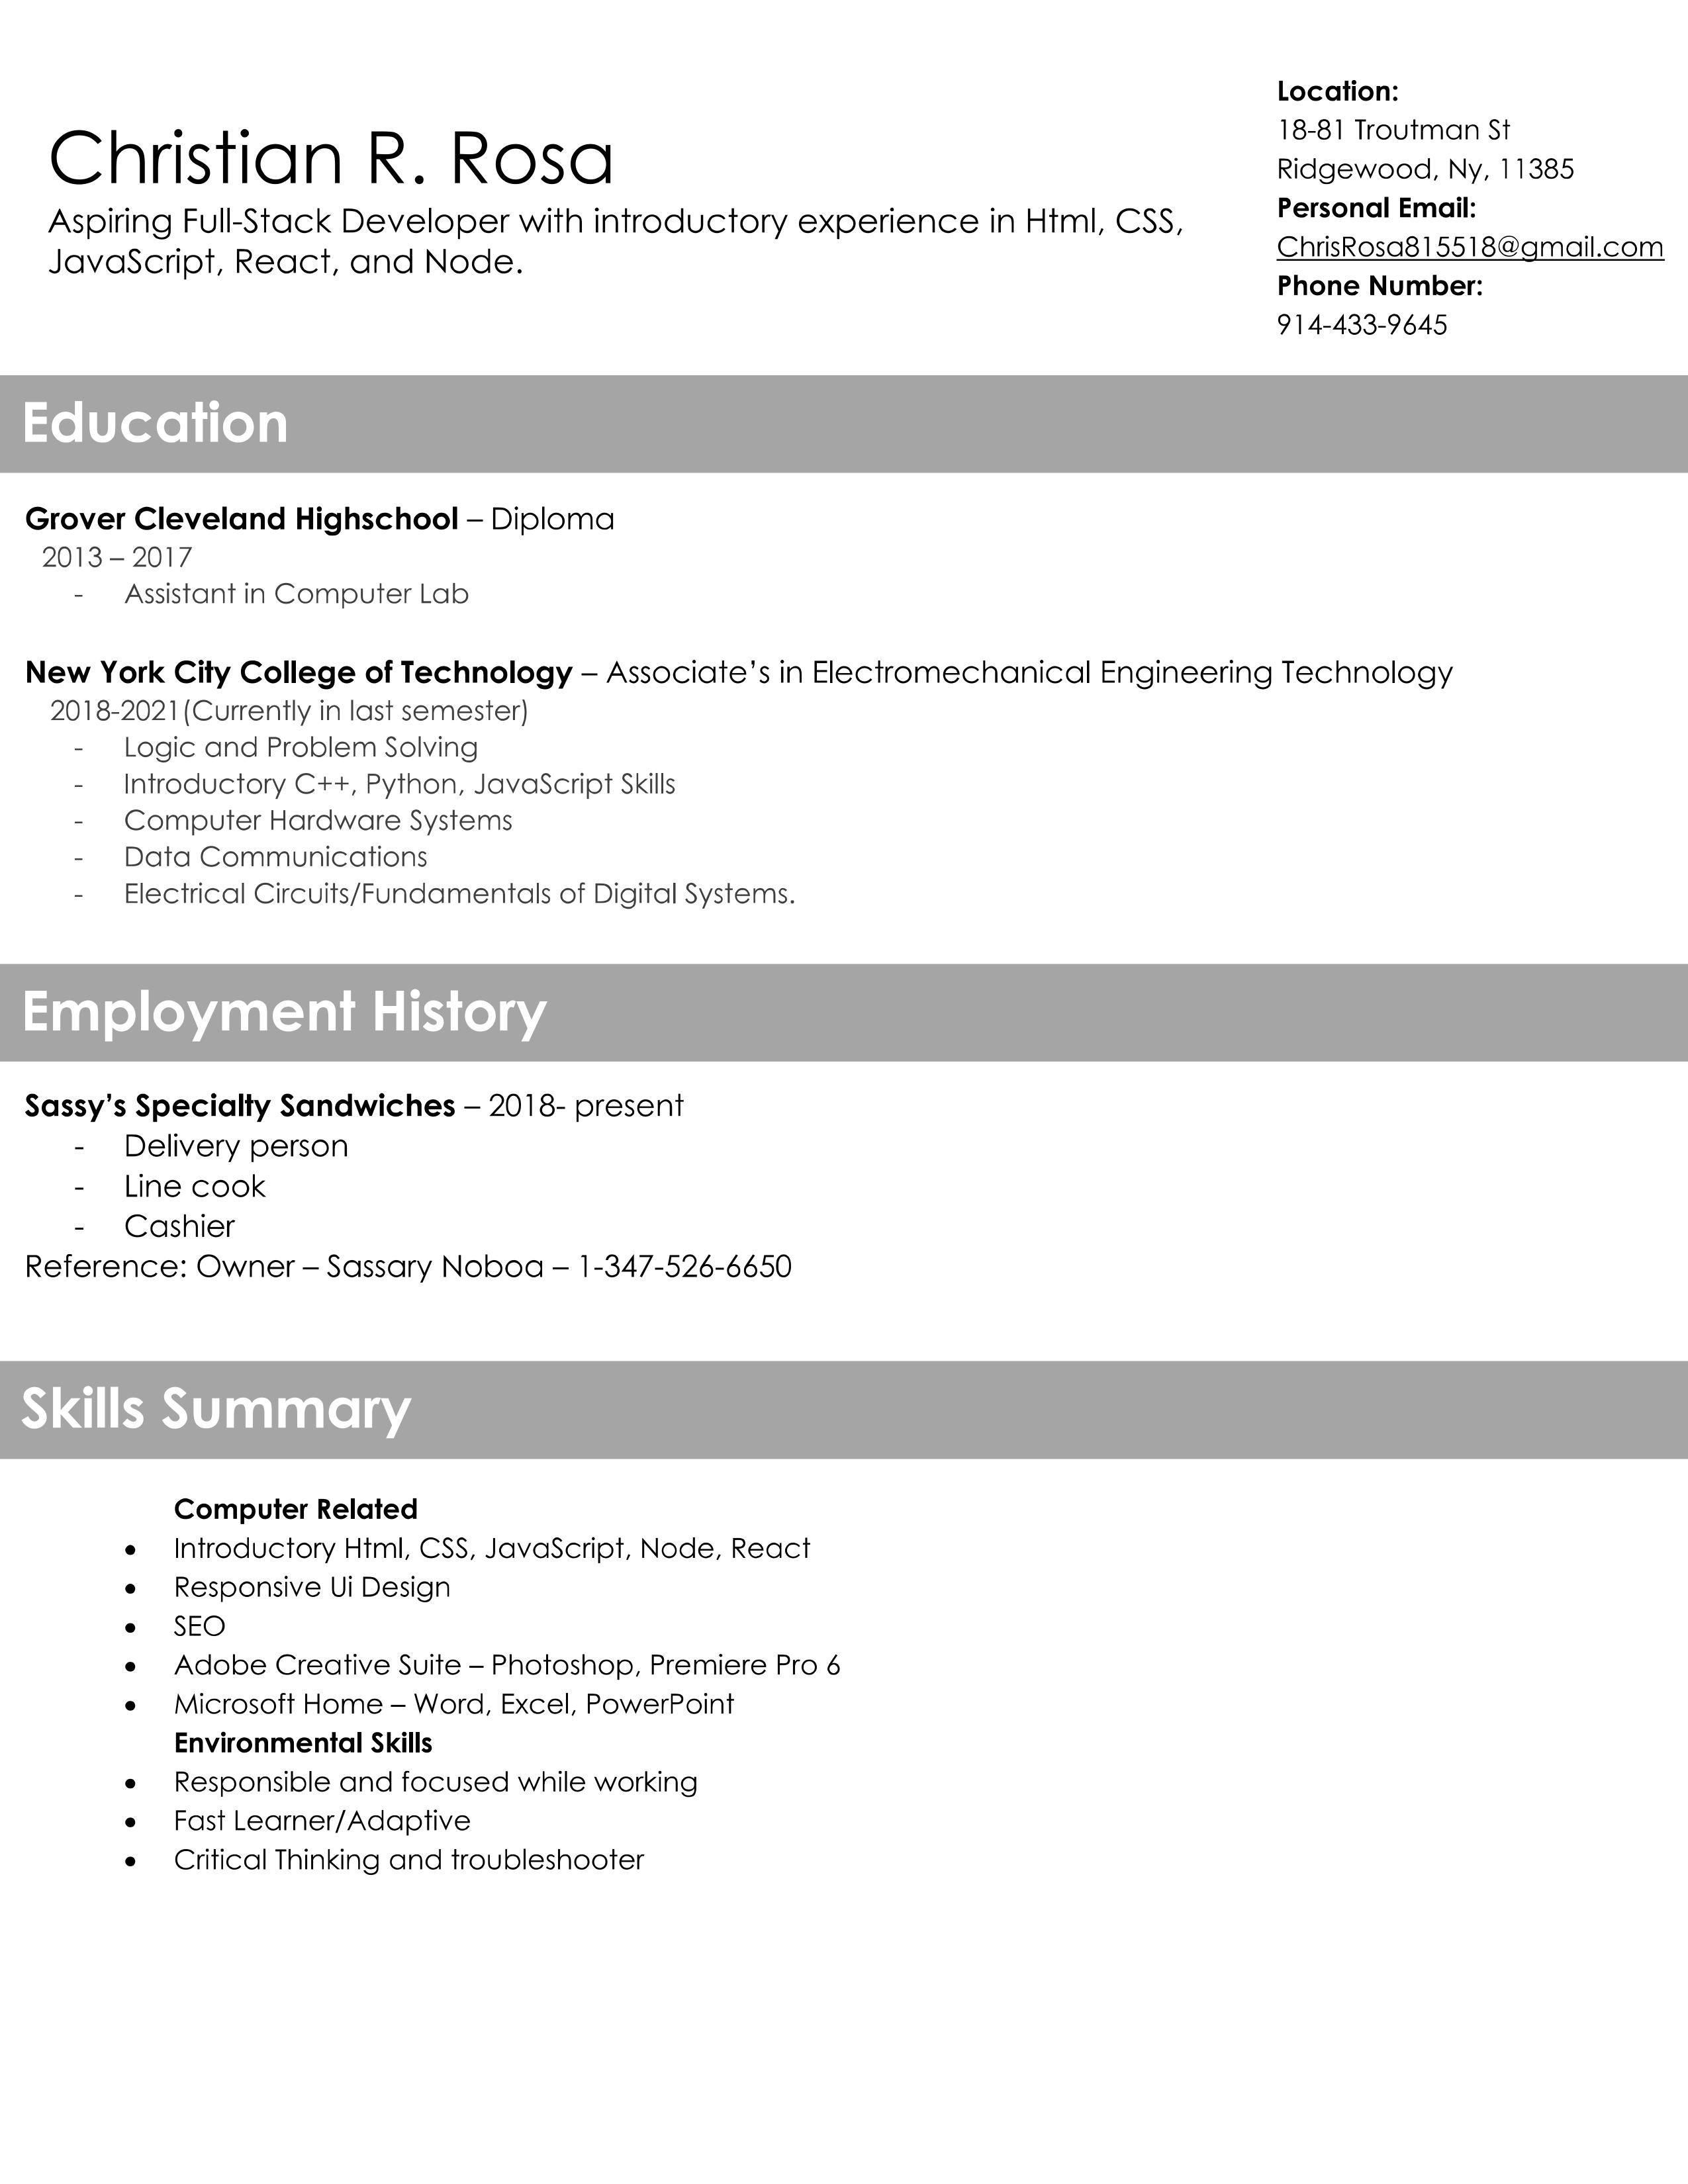 Christian R. Rosa
Aspiring Full-Stack Developer with introductory experience in Html, CSS,
JavaScript, React, and Node.
Location:
18-81 Troutman St
Ridgewood, Ny, 11385
Personal Email:
ChrisRosa815518@gmail.com
Phone Number:
914-433-9645
Education
Grover Cleveland Highschool – Diploma
2013 – 2017
- Assistant in Computer Lab
New York City College of Technology – Associate’s in Electromechanical Engineering Technology
2018-2021(Currently in last semester)
- Logic and Problem Solving
- Introductory C++, Python, JavaScript Skills
- Computer Hardware Systems
- Data Communications
- Electrical Circuits/Fundamentals of Digital Systems.
Employment History
Sassy’s Specialty Sandwiches – 2018- present
- Delivery person
- Line cook
- Cashier
Reference: Owner – Sassary Noboa – 1-347-526-6650
Skills Summary
Computer Related
• Introductory Html, CSS, JavaScript, Node, React
• Responsive Ui Design
• SEO
• Adobe Creative Suite – Photoshop, Premiere Pro 6
• Microsoft Home – Word, Excel, PowerPoint
Environmental Skills
• Responsible and focused while working
• Fast Learner/Adaptive
• Critical Thinking and troubleshooter